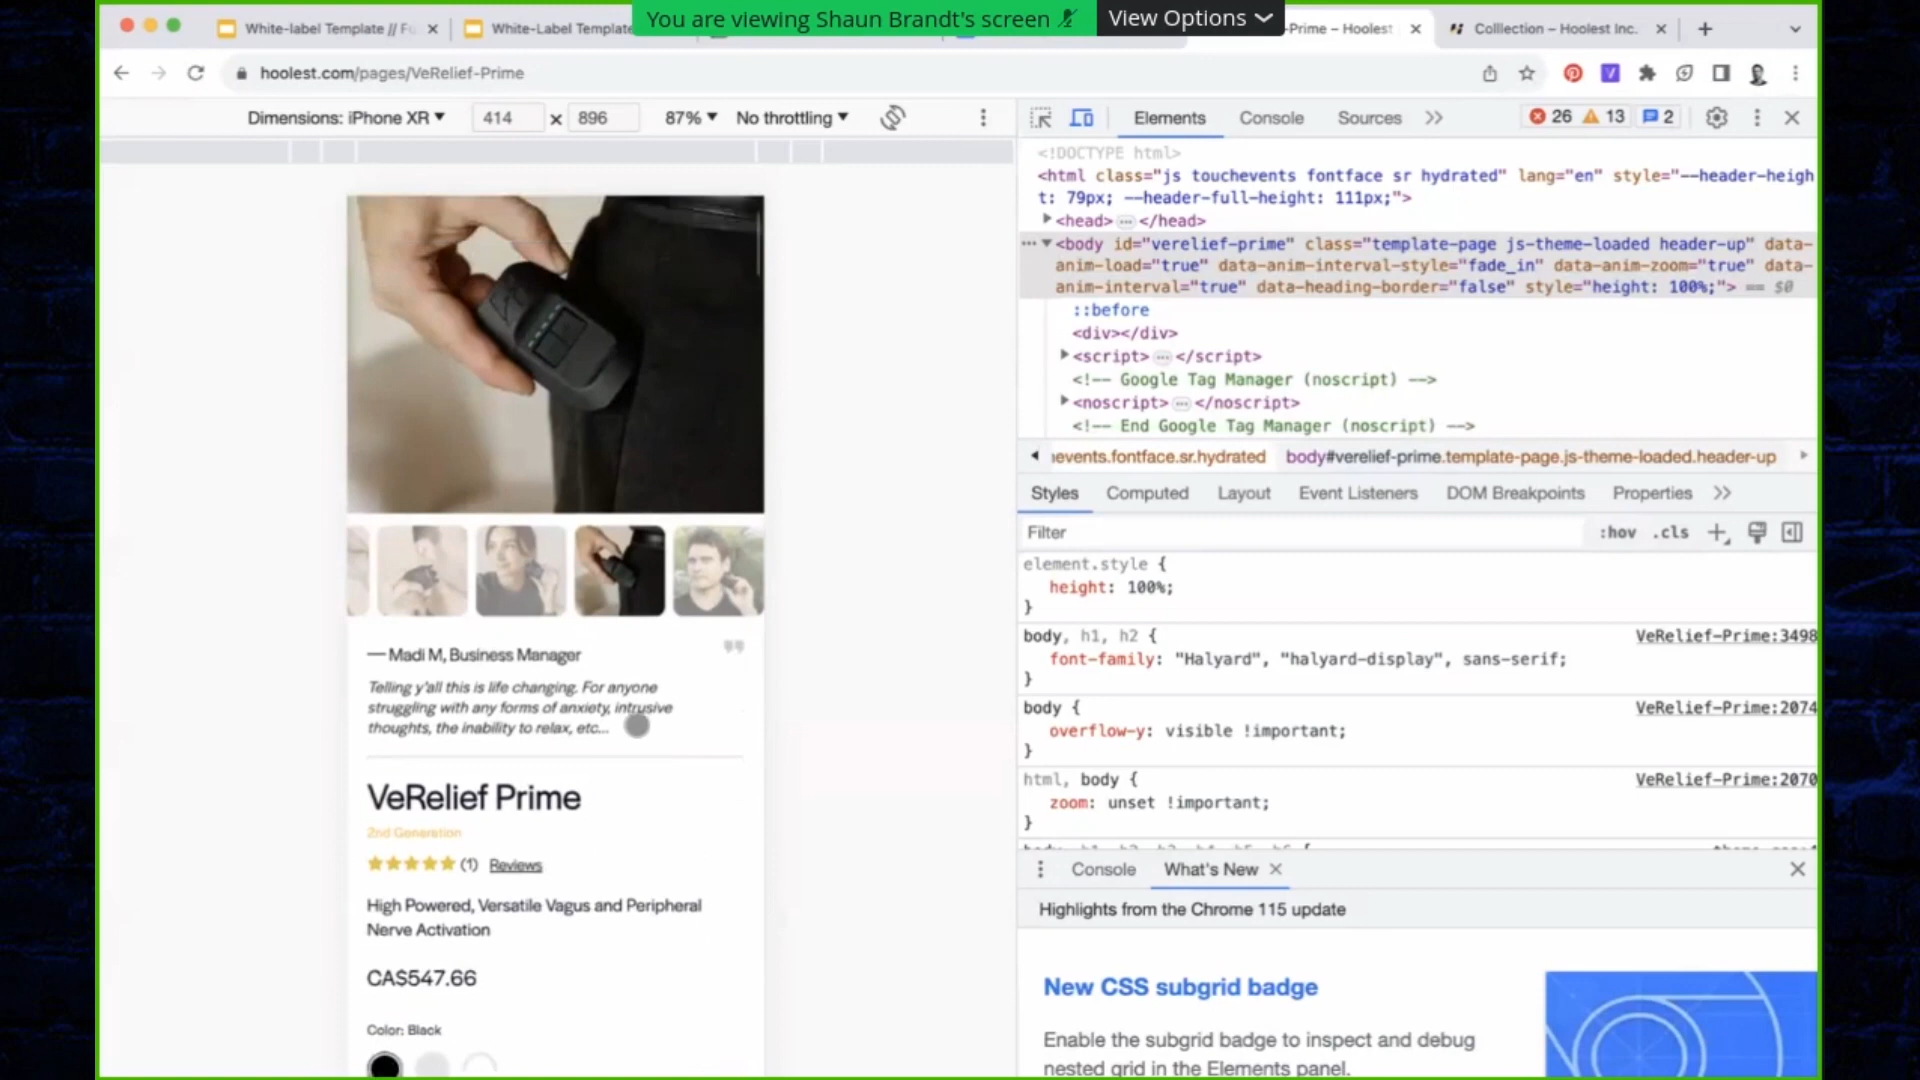 You are viewing Shaun Brandt's screen
View Options
White-label Template // Fu
White-Label Template
-Prime – Hoolest
Colllection – Hoolest Inc.
hoolest.com/pages/VeRelief-Prime
Dimensions: iPhone XR
414 × 896
87%
No throttling
Elements
Console
Sources
26
13
2
<!DOCTYPE html>
<html class="js touchevents fontface sr hydrated" lang="en" style="--header-heigh
t: 79px; --header-full-height: 111px;">
<head> ... </head>
<body id="verelief-prime" class="template-page js-theme-loaded header-up" data-
anim-load="true" data-anim-interval-style="fade_in" data-anim-zoom="true" data-
anim-interval="true" data-heading-border="false" style="height: 100%;"> == $0
::before
<div></div>
<script> ... </script>
<!-- Google Tag Manager (noscript) -->
<noscript> ... </noscript>
<!-- End Google Tag Manager (noscript) -->
events.fontface.sr.hydrated
body#verelief-prime.template-page.js-theme-loaded.header-up
Styles
Computed
Layout
Event Listeners
DOM Breakpoints
Properties
Filter
:hov
.cls
element.style {
height: 100%;
}
body, h1, h2 {
VeRelief-Prime:3498
font-family: "Halyard", "halyard-display", sans-serif;
}
body {
VeRelief-Prime:2074
overflow-y: visible !important;
}
html, body {
VeRelief-Prime:2070
zoom: unset !important;
}
Console
What's New
Highlights from the Chrome 115 update
New CSS subgrid badge
Enable the subgrid badge to inspect and debug
nested grid in the Elements panel.
— Madi M, Business Manager
Telling y'all this is life changing. For anyone
struggling with any forms of anxiety, intrusive
thoughts, the inability to relax, etc...
VeRelief Prime
2nd Generation
(1) Reviews
High Powered, Versatile Vagus and Peripheral
Nerve Activation
CA$547.66
Color: Black